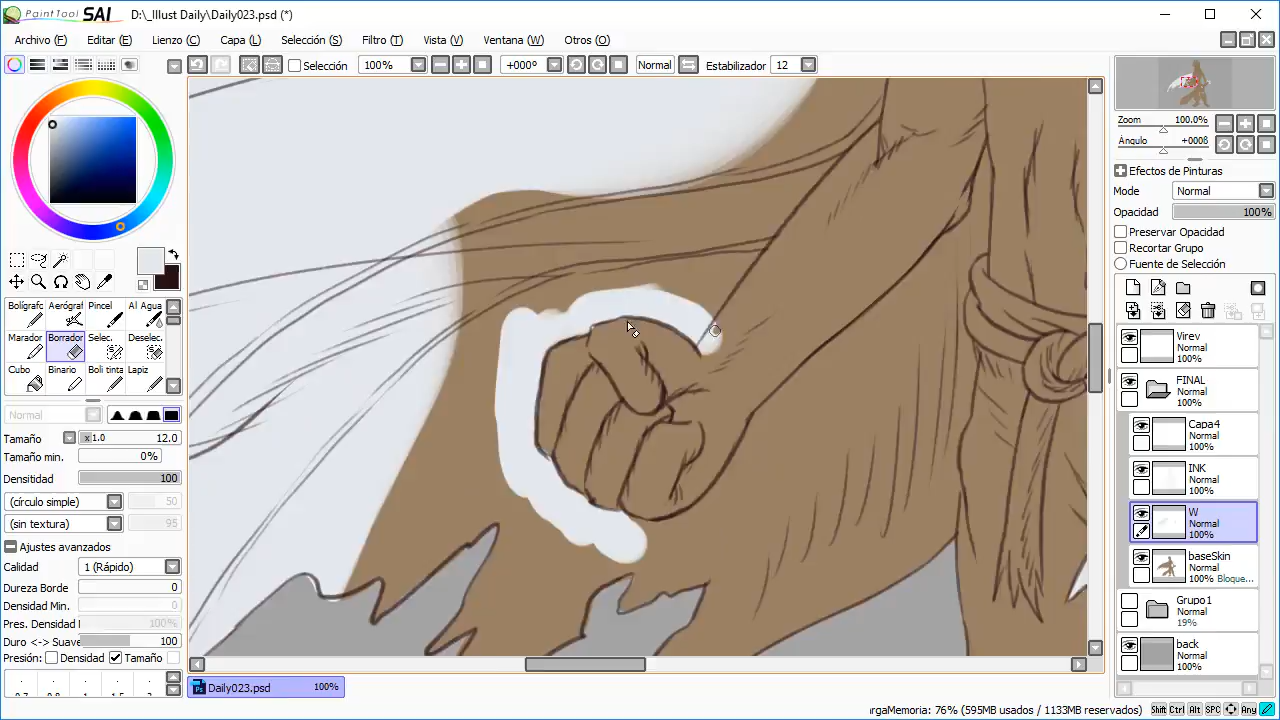 PaintTool SAI D:\_Illust Daily\Daily023.psd (*)
Archivo (F) Editar (E) Lienzo (C) Capa (L) Selección (S) Filtro (T) Vista (V) Ventana (W) Otros (O)
Selección 100% +000° Normal Estabilizador 12
Zoom 100.0%
Ángulo +000ß
Efectos de Pinturas
Mode Normal
Opacidad 100%
Preservar Opacidad
Recortar Grupo
Fuente de Selección
Bolígrafo Aerógrafo Pincel Al Agua
Marador Borrador Selec. Deselec.
Cubo Binario Boli tinta Lapiz
Normal
Tamaño x1.0 12.0
Tamaño min. 0%
Densitidad 100
(círculo simple) 50
(sin textura) 95
Ajustes avanzados
Calidad 1 (Rápido)
Dureza Borde 0
Densidad Min. 0
Pres. Densidad 100%
Duro <-> Suave 100
Presión: Densidad Tamaño
Virev
Normal
100%
FINAL
Normal
100%
Capa4
Normal
100%
INK
Normal
100%
W
Normal
100%
baseSkin
Normal
100% Bloque...
Grupo1
Normal
19%
back
Normal
100%
Daily023.psd 100%
rgaMemoria: 76% (595MB usados / 1133MB reservados) Shift Ctrl Alt SPC Any